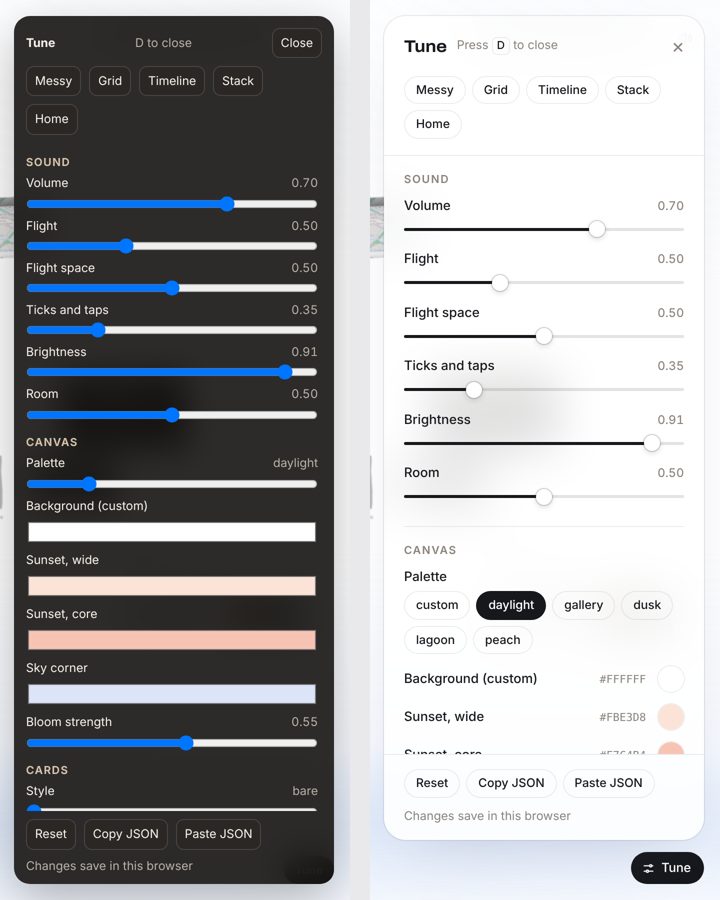 Tune D to close Close
Messy Grid Timeline Stack
Home
SOUND
Volume 0.70
Flight 0.50
Flight space 0.50
Ticks and taps 0.35
Brightness 0.91
Room 0.50
CANVAS
Palette daylight
Background (custom)
Sunset, wide
Sunset, core
Sky corner
Bloom strength 0.55
CARDS
Style bare
Reset Copy JSON Paste JSON
Changes save in this browser
Tune Press D to close
Messy Grid Timeline Stack
Home
SOUND
Volume 0.70
Flight 0.50
Flight space 0.50
Ticks and taps 0.35
Brightness 0.91
Room 0.50
CANVAS
Palette
custom daylight gallery dusk
lagoon peach
Background (custom) #FFFFFF
Sunset, wide #FBE3D8
Sunset, core
Reset Copy JSON Paste JSON
Changes save in this browser
Tune